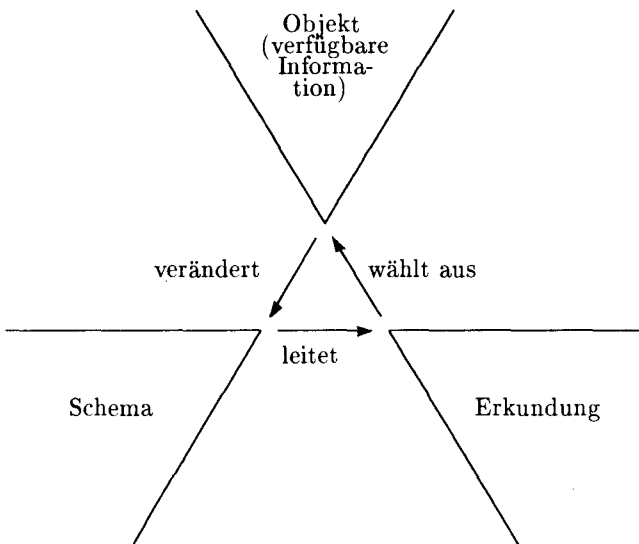 Objekt
(verfügbare
Informa-
tion)
verändert
wählt aus
leitet
Schema
Erkundung